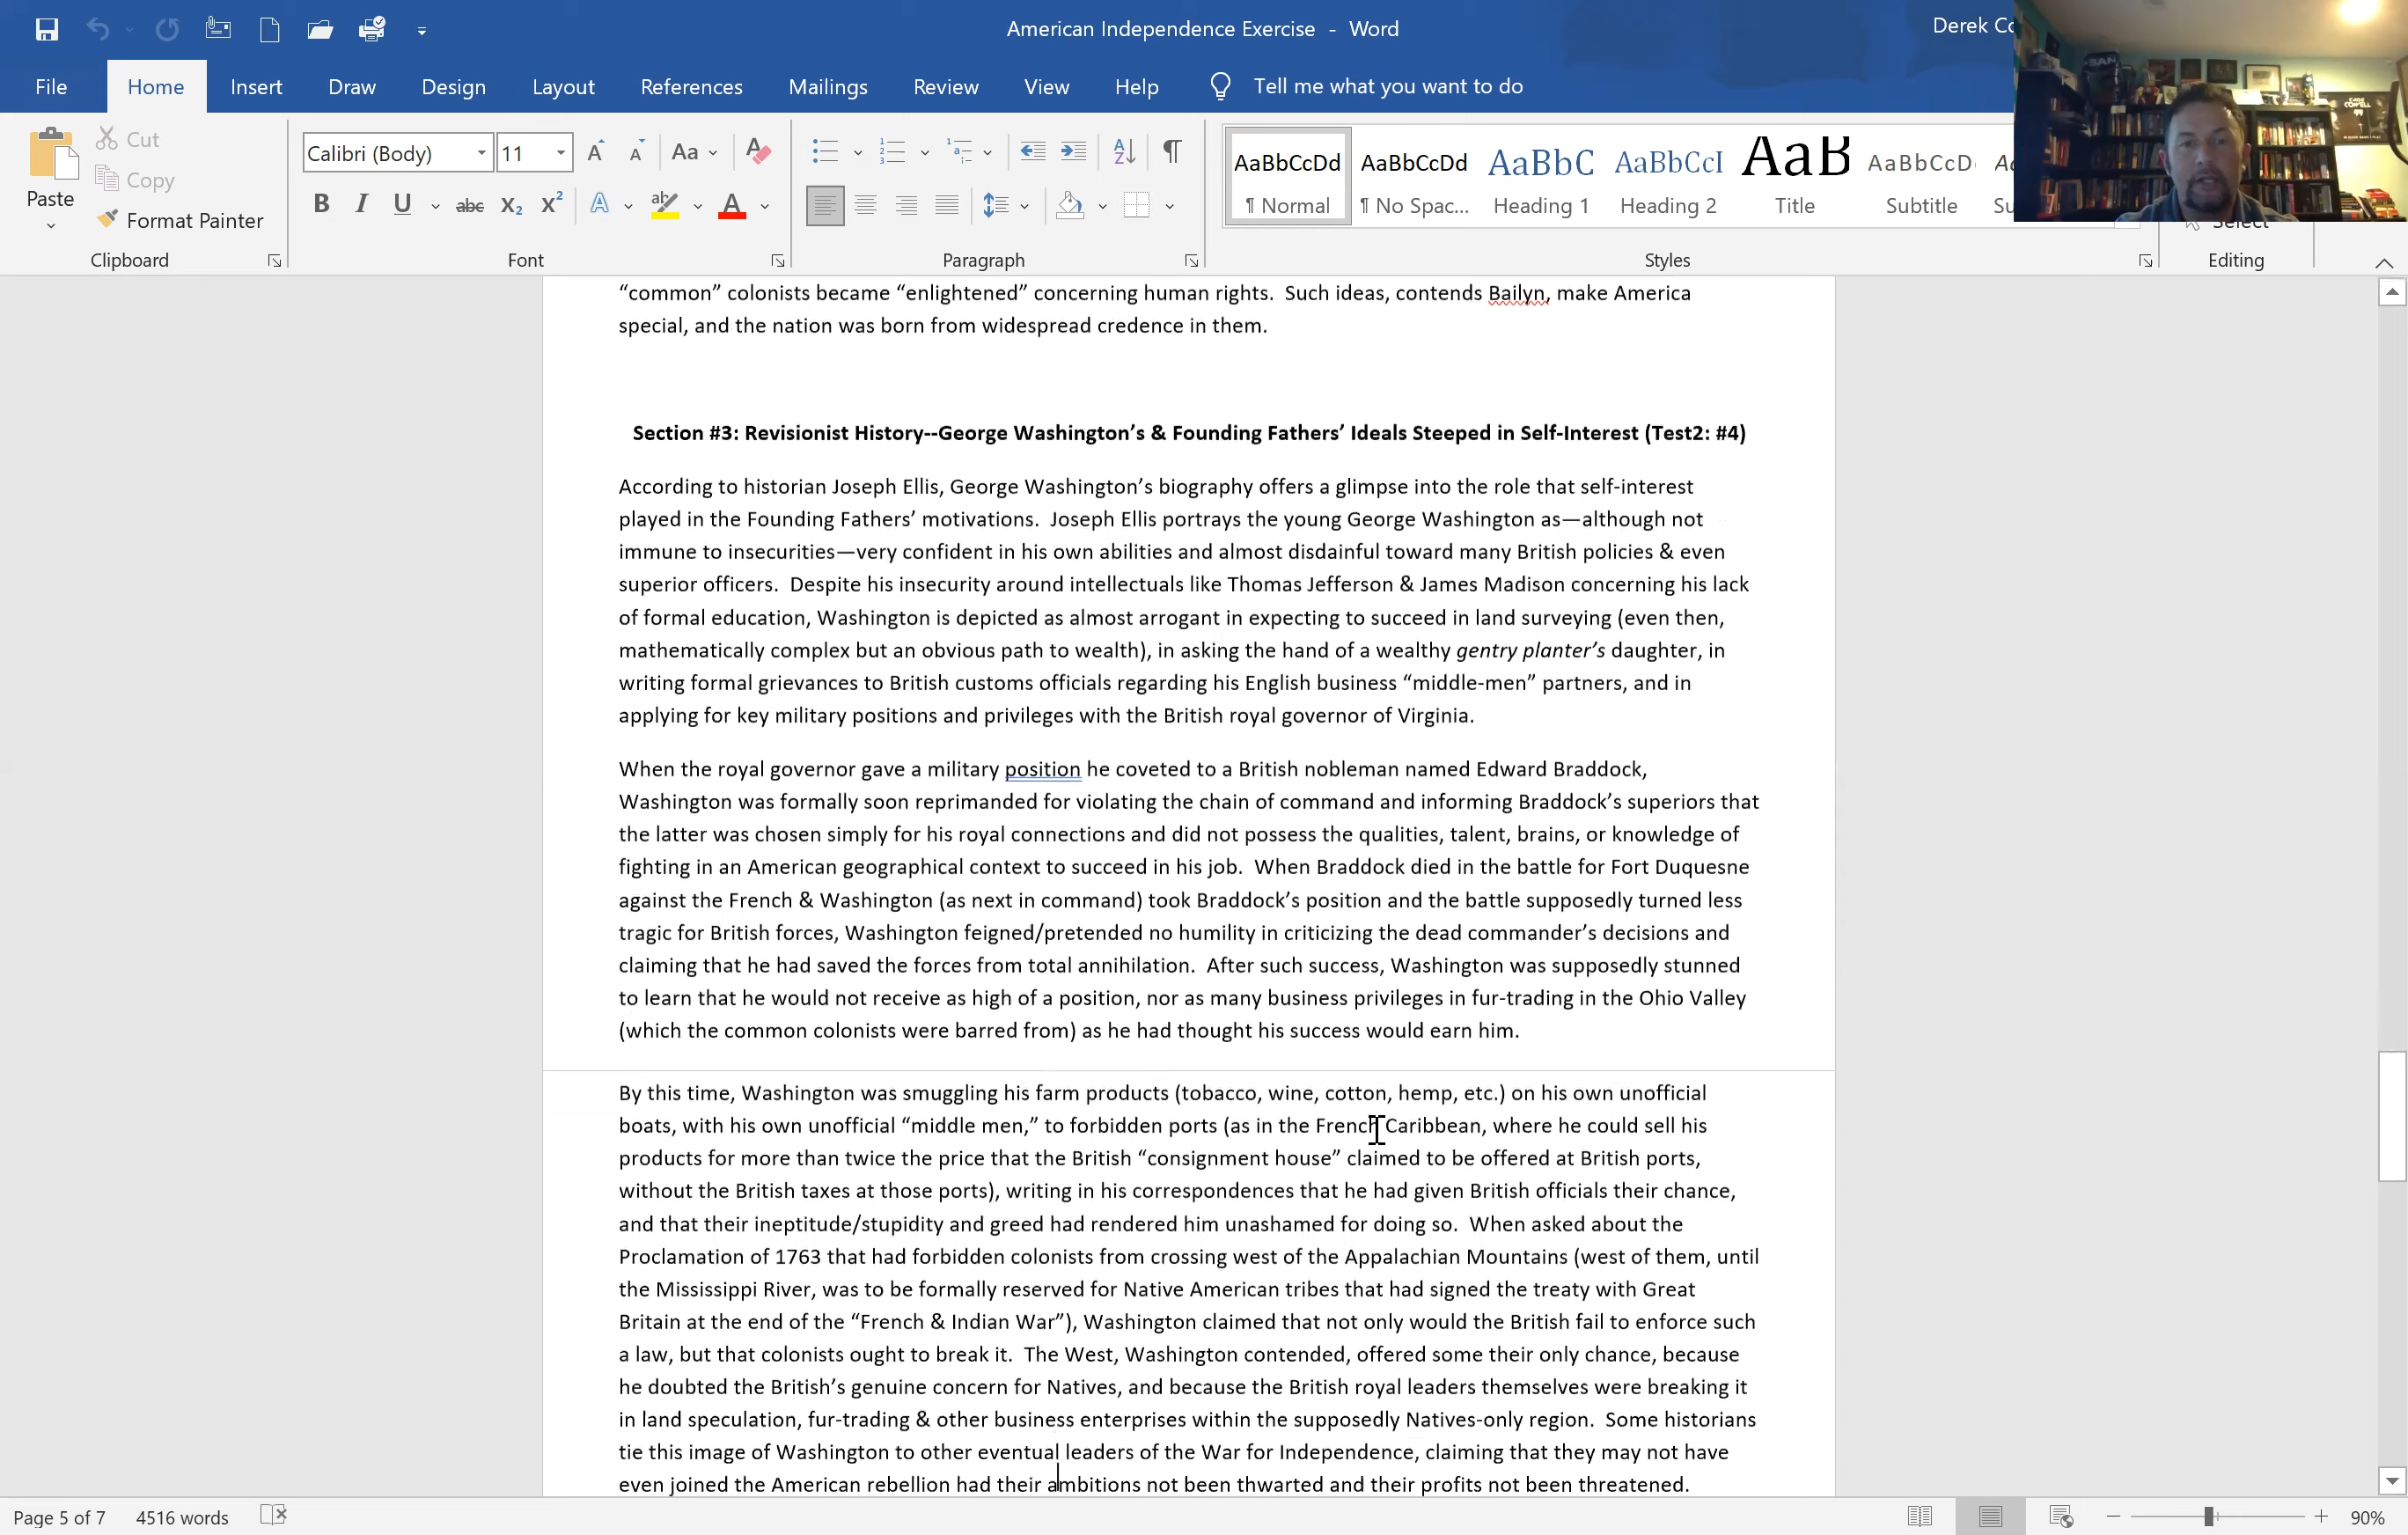 American Independence Exercise - Word
Derek Co
File Home Insert Draw Design Layout References Mailings Review View Help Tell me what you want to do
Paste
Cut
Copy
Format Painter
Clipboard
Calibri (Body) 11
Font
Paragraph
AaBbCcDd AaBbCcDd AaBbC AaBbCcI AaB AaBbCcD
¶ Normal ¶ No Spac... Heading 1 Heading 2 Title Subtitle Su
Styles
Select
Editing
“common” colonists became “enlightened” concerning human rights.  Such ideas, contends Bailyn, make America
special, and the nation was born from widespread credence in them.
Section #3: Revisionist History--George Washington’s & Founding Fathers’ Ideals Steeped in Self-Interest (Test2: #4)
According to historian Joseph Ellis, George Washington’s biography offers a glimpse into the role that self-interest
played in the Founding Fathers’ motivations.  Joseph Ellis portrays the young George Washington as—although not
immune to insecurities—very confident in his own abilities and almost disdainful toward many British policies & even
superior officers.  Despite his insecurity around intellectuals like Thomas Jefferson & James Madison concerning his lack
of formal education, Washington is depicted as almost arrogant in expecting to succeed in land surveying (even then,
mathematically complex but an obvious path to wealth), in asking the hand of a wealthy gentry planter’s daughter, in
writing formal grievances to British customs officials regarding his English business “middle-men” partners, and in
applying for key military positions and privileges with the British royal governor of Virginia.
When the royal governor gave a military position he coveted to a British nobleman named Edward Braddock,
Washington was formally soon reprimanded for violating the chain of command and informing Braddock’s superiors that
the latter was chosen simply for his royal connections and did not possess the qualities, talent, brains, or knowledge of
fighting in an American geographical context to succeed in his job.  When Braddock died in the battle for Fort Duquesne
against the French & Washington (as next in command) took Braddock’s position and the battle supposedly turned less
tragic for British forces, Washington feigned/pretended no humility in criticizing the dead commander’s decisions and
claiming that he had saved the forces from total annihilation.  After such success, Washington was supposedly stunned
to learn that he would not receive as high of a position, nor as many business privileges in fur-trading in the Ohio Valley
(which the common colonists were barred from) as he had thought his success would earn him.
By this time, Washington was smuggling his farm products (tobacco, wine, cotton, hemp, etc.) on his own unofficial
boats, with his own unofficial “middle men,” to forbidden ports (as in the French Caribbean, where he could sell his
products for more than twice the price that the British “consignment house” claimed to be offered at British ports,
without the British taxes at those ports), writing in his correspondences that he had given British officials their chance,
and that their ineptitude/stupidity and greed had rendered him unashamed for doing so.  When asked about the
Proclamation of 1763 that had forbidden colonists from crossing west of the Appalachian Mountains (west of them, until
the Mississippi River, was to be formally reserved for Native American tribes that had signed the treaty with Great
Britain at the end of the “French & Indian War”), Washington claimed that not only would the British fail to enforce such
a law, but that colonists ought to break it.  The West, Washington contended, offered some their only chance, because
he doubted the British’s genuine concern for Natives, and because the British royal leaders themselves were breaking it
in land speculation, fur-trading & other business enterprises within the supposedly Natives-only region.  Some historians
tie this image of Washington to other eventual leaders of the War for Independence, claiming that they may not have
even joined the American rebellion had their ambitions not been thwarted and their profits not been threatened.
Page 5 of 7 4516 words 90%